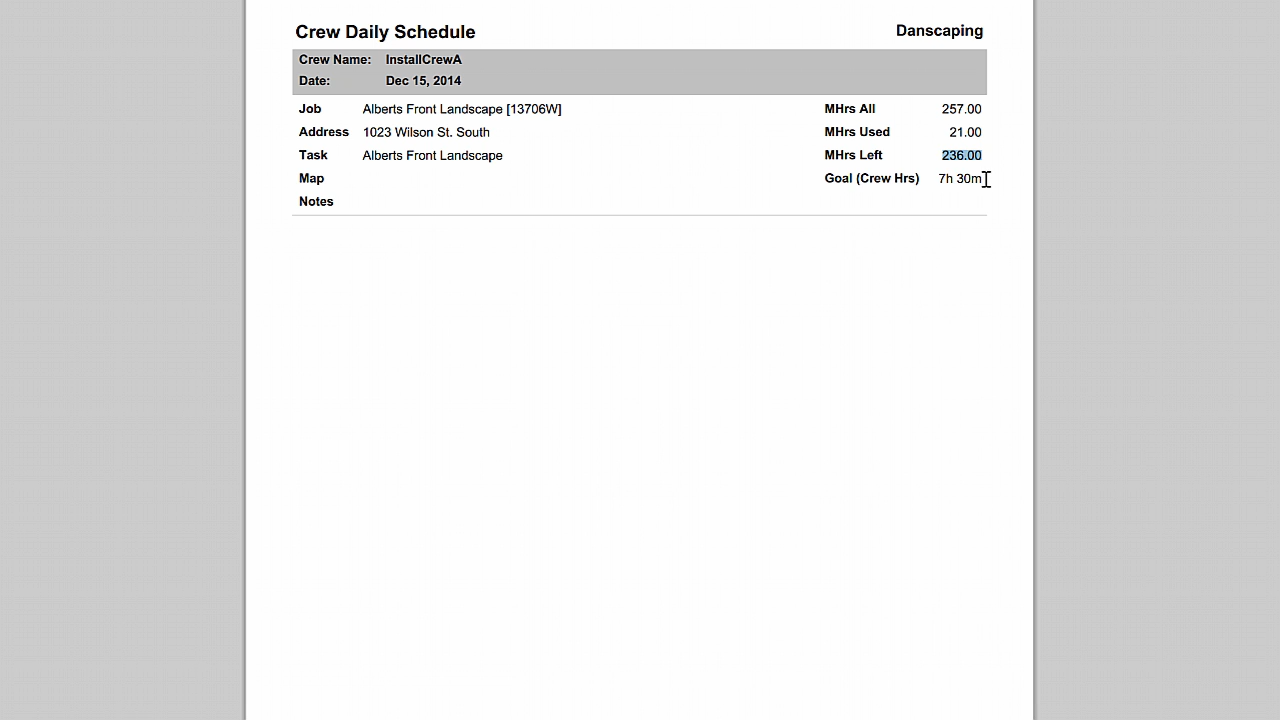 Crew Daily Schedule Danscaping
Crew Name: InstallCrewA
Date: Dec 15, 2014
Job Alberts Front Landscape [13706W] MHrs All 257.00
Address 1023 Wilson St. South MHrs Used 21.00
Task Alberts Front Landscape MHrs Left 236.00
Map Goal (Crew Hrs) 7h 30m
Notes